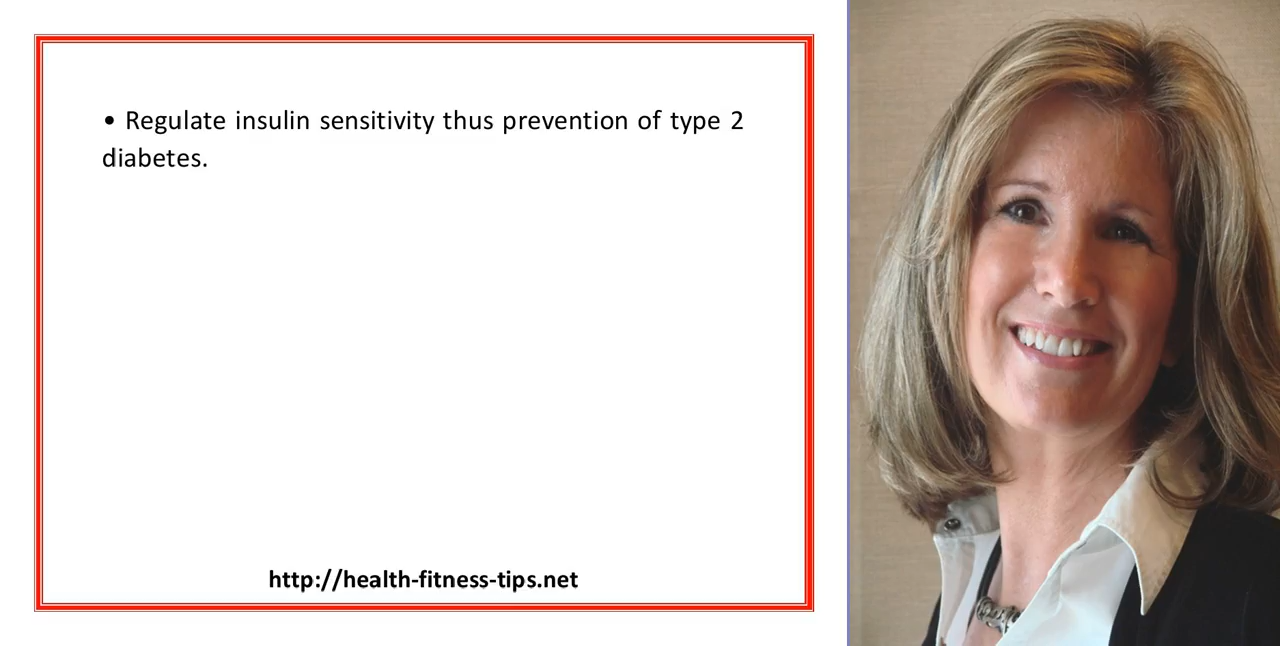 • Regulate insulin sensitivity thus prevention of type 2
diabetes.
http://health-fitness-tips.net